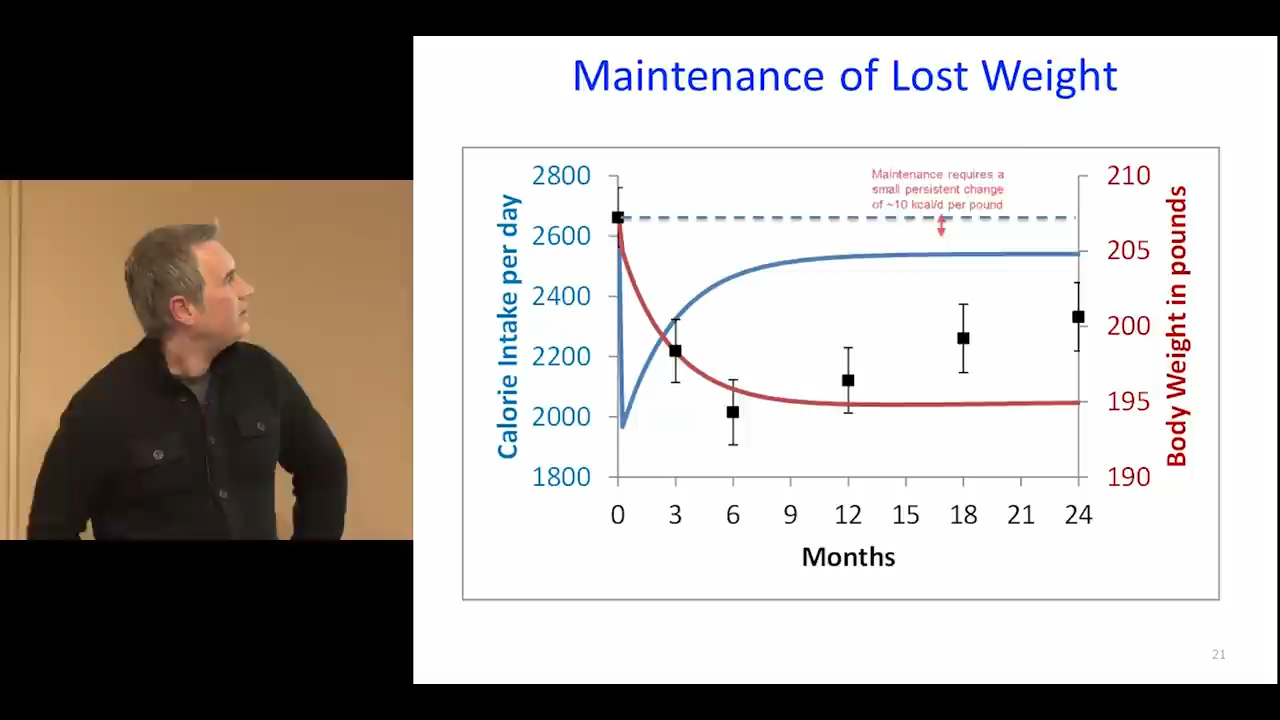 Maintenance of Lost Weight
Maintenance requires a
small persistent change
of ~10 kcal/d per pound
Calorie Intake per day
2800
2600
2400
2200
2000
1800
210
205
200
195
190
Body Weight in pounds
0 3 6 9 12 15 18 21 24
Months
21